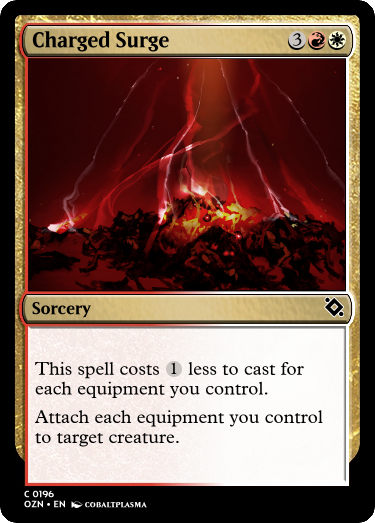 Charged Surge 3
Sorcery
This spell costs 1 less to cast for
each equipment you control.
Attach each equipment you control
to target creature.
C 0196
OZN • EN COBALTPLASMA